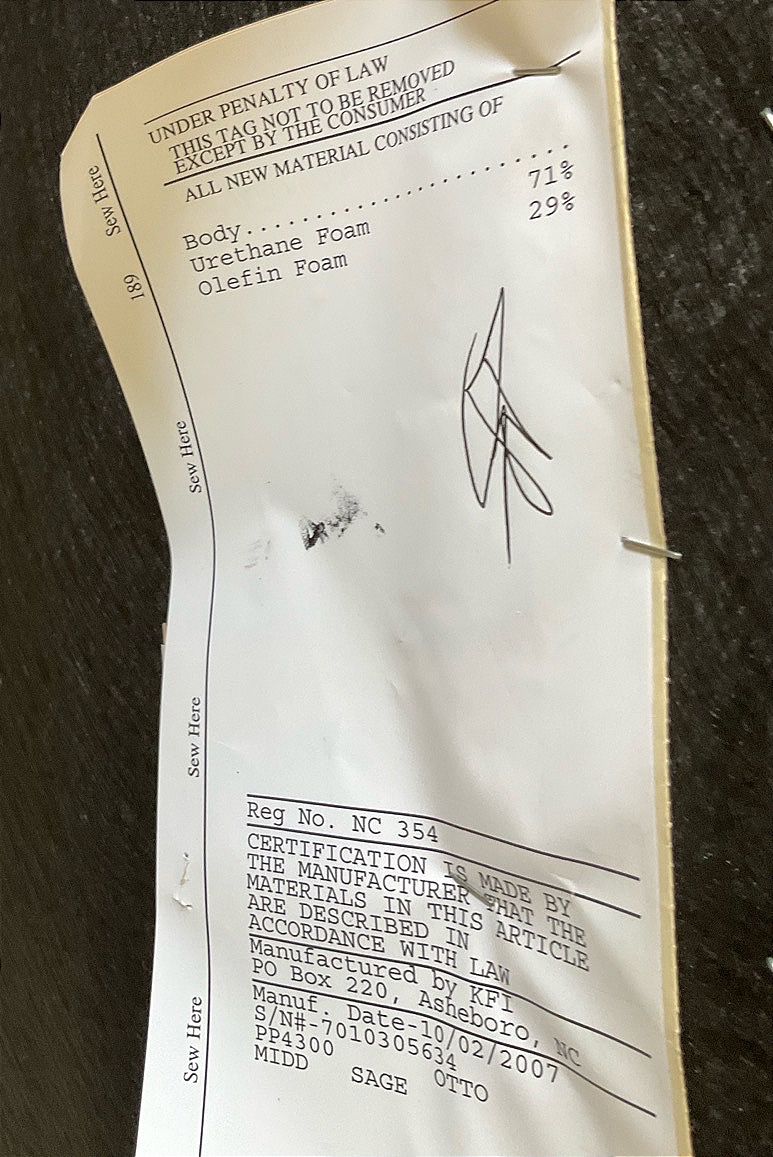 UNDER PENALTY OF LAW
THIS TAG NOT TO BE REMOVED
EXCEPT BY THE CONSUMER
ALL NEW MATERIAL CONSISTING OF
Body.......................
Urethane Foam 71%
Olefin Foam 29%
Sew Here
189
Sew Here
Sew Here
Sew Here
Reg No. NC 354
CERTIFICATION IS MADE BY
THE MANUFACTURER THAT THE
MATERIALS IN THIS ARTICLE
ARE DESCRIBED IN
ACCORDANCE WITH LAW
Manufactured by KFI
PO Box 220, Asheboro, NC
Manuf. Date-10/02/2007
S/N#-7010305634
PP4300
MIDD SAGE OTTO